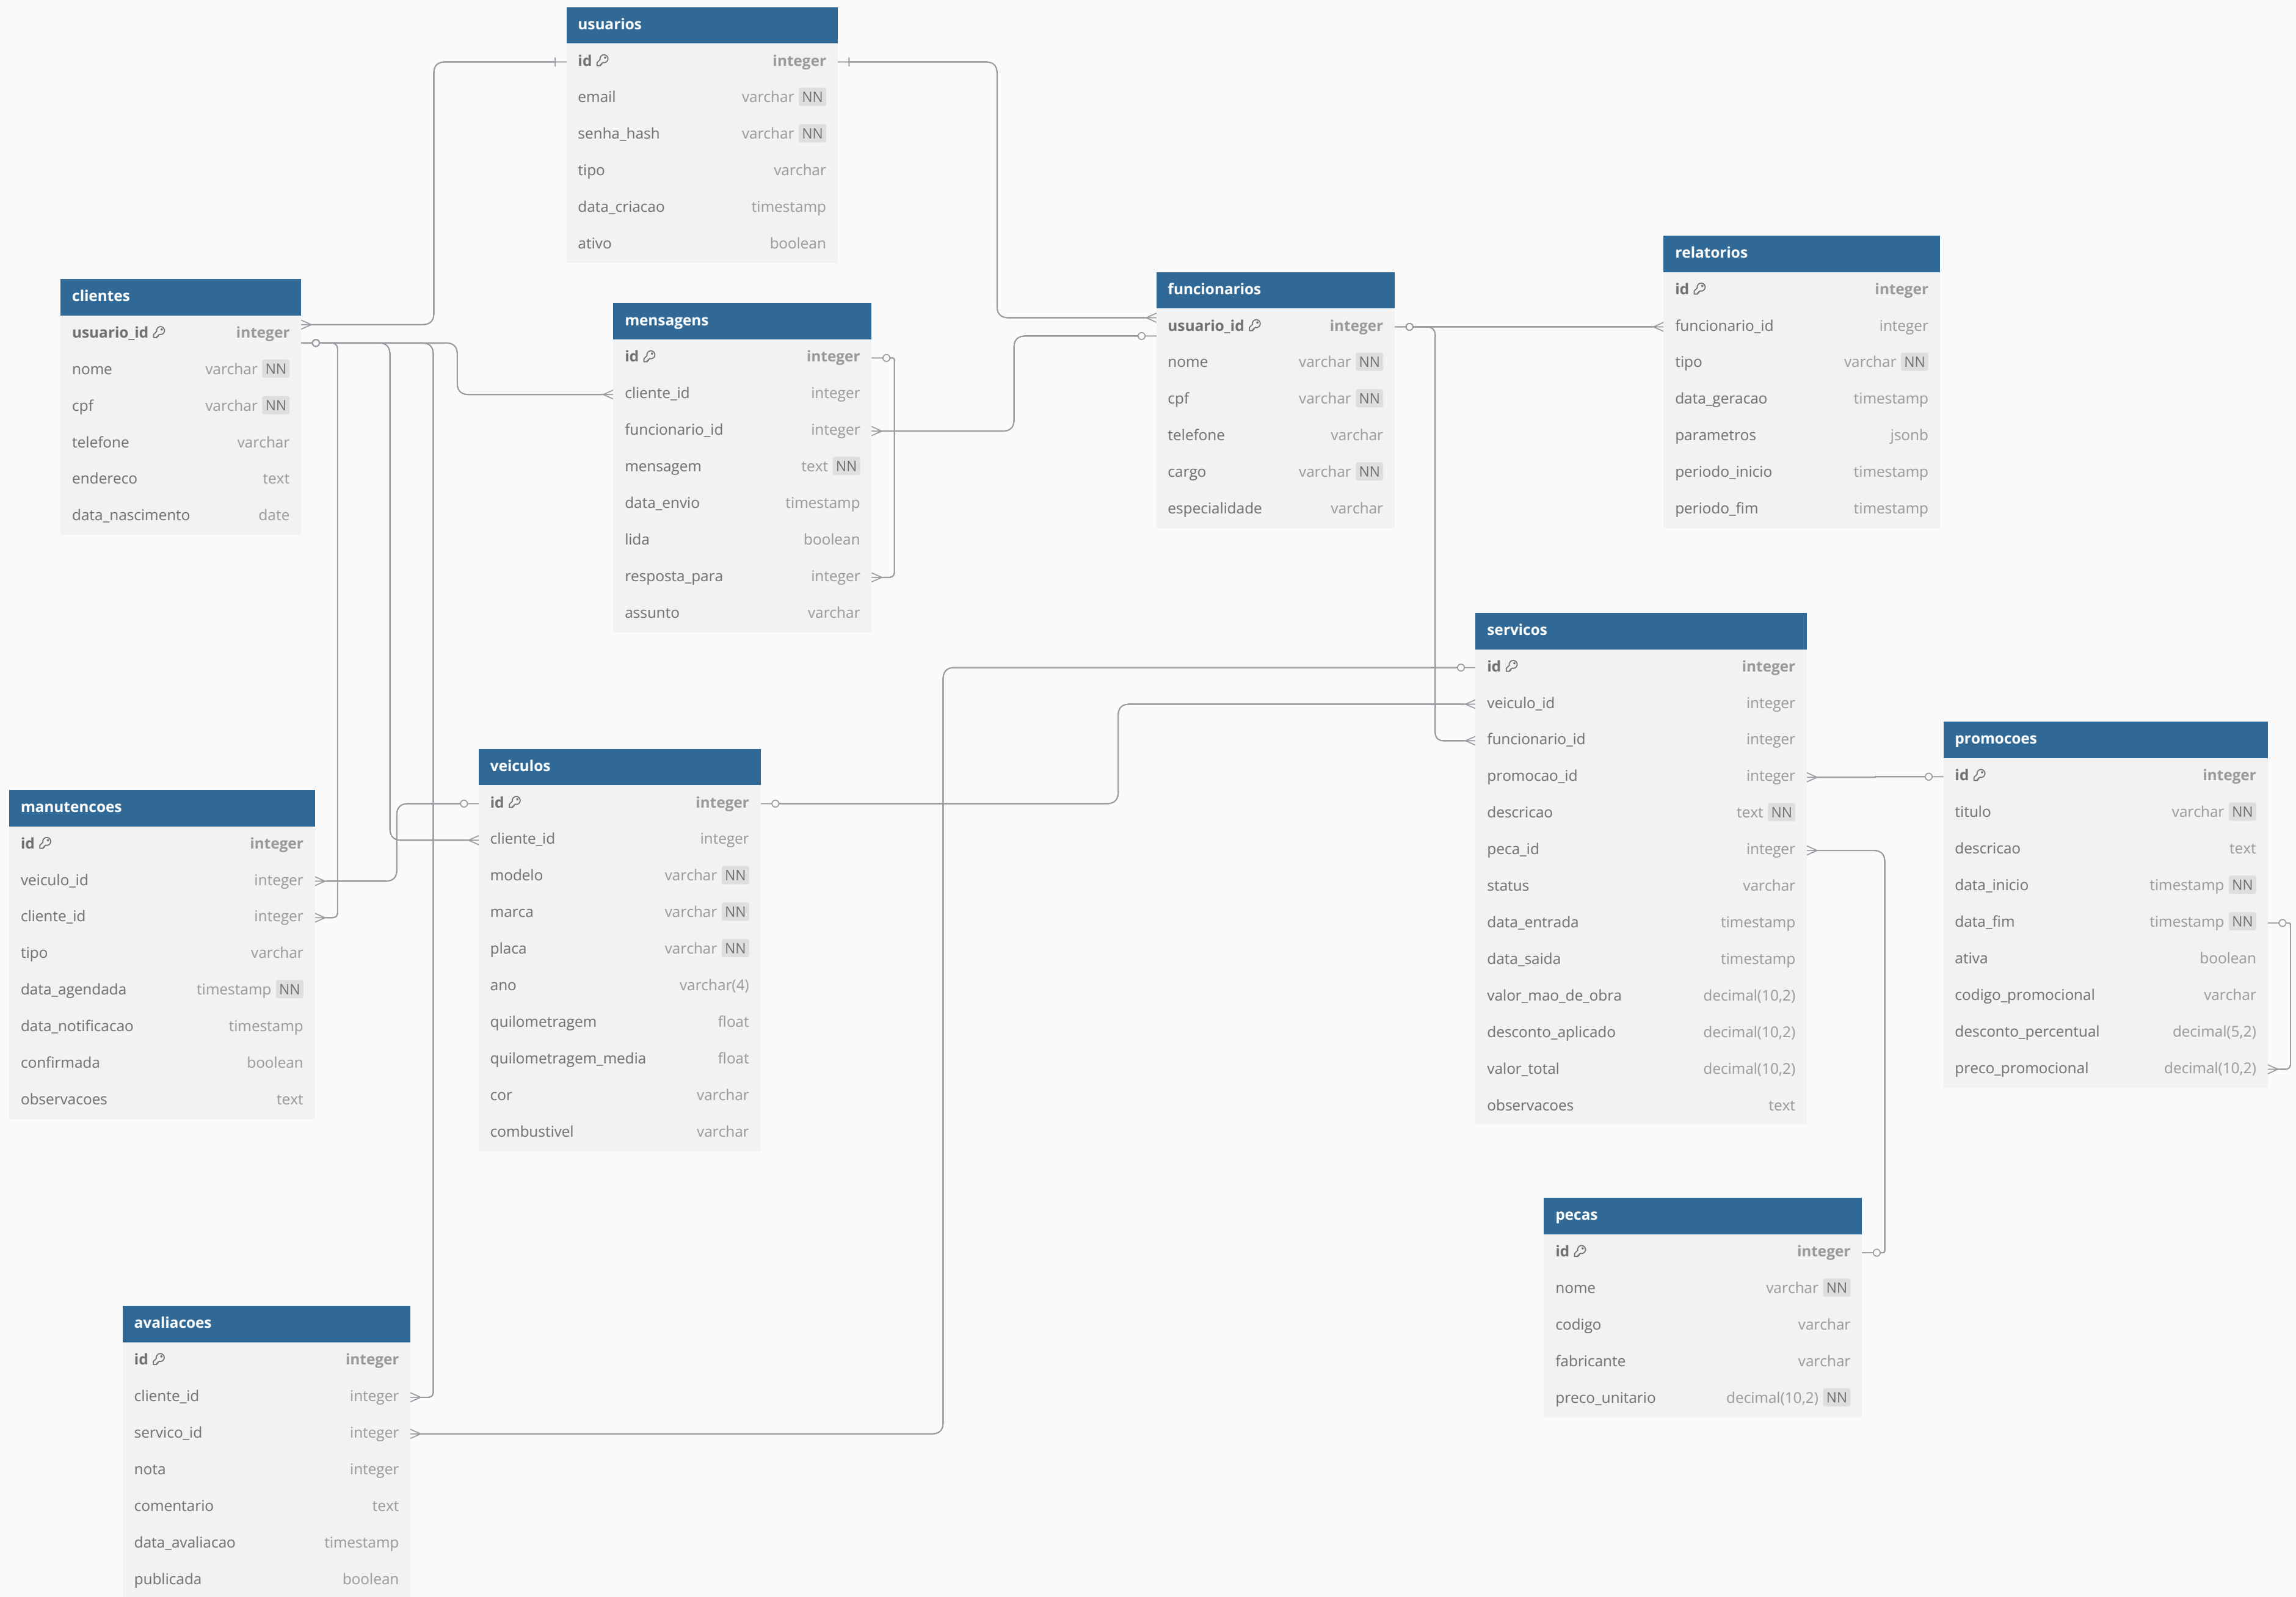 usuarios
id integer
email varchar NN
senha_hash varchar NN
tipo varchar
data_criacao timestamp
ativo boolean
clientes
usuario_id integer
nome varchar NN
cpf varchar NN
telefone varchar
endereco text
data_nascimento date
mensagens
id integer
cliente_id integer
funcionario_id integer
mensagem text NN
data_envio timestamp
lida boolean
resposta_para integer
assunto varchar
funcionarios
usuario_id integer
nome varchar NN
cpf varchar NN
telefone varchar
cargo varchar NN
especialidade varchar
relatorios
id integer
funcionario_id integer
tipo varchar NN
data_geracao timestamp
parametros jsonb
periodo_inicio timestamp
periodo_fim timestamp
servicos
id integer
veiculo_id integer
funcionario_id integer
promocao_id integer
descricao text NN
peca_id integer
status varchar
data_entrada timestamp
data_saida timestamp
valor_mao_de_obra decimal(10,2)
desconto_aplicado decimal(10,2)
valor_total decimal(10,2)
observacoes text
promocoes
id integer
titulo varchar NN
descricao text
data_inicio timestamp NN
data_fim timestamp NN
ativa boolean
codigo_promocional varchar
desconto_percentual decimal(5,2)
preco_promocional decimal(10,2)
veiculos
id integer
cliente_id integer
modelo varchar NN
marca varchar NN
placa varchar NN
ano varchar(4)
quilometragem float
quilometragem_media float
cor varchar
combustivel varchar
manutencoes
id integer
veiculo_id integer
cliente_id integer
tipo varchar
data_agendada timestamp NN
data_notificacao timestamp
confirmada boolean
observacoes text
pecas
id integer
nome varchar NN
codigo varchar
fabricante varchar
preco_unitario decimal(10,2) NN
avaliacoes
id integer
cliente_id integer
servico_id integer
nota integer
comentario text
data_avaliacao timestamp
publicada boolean